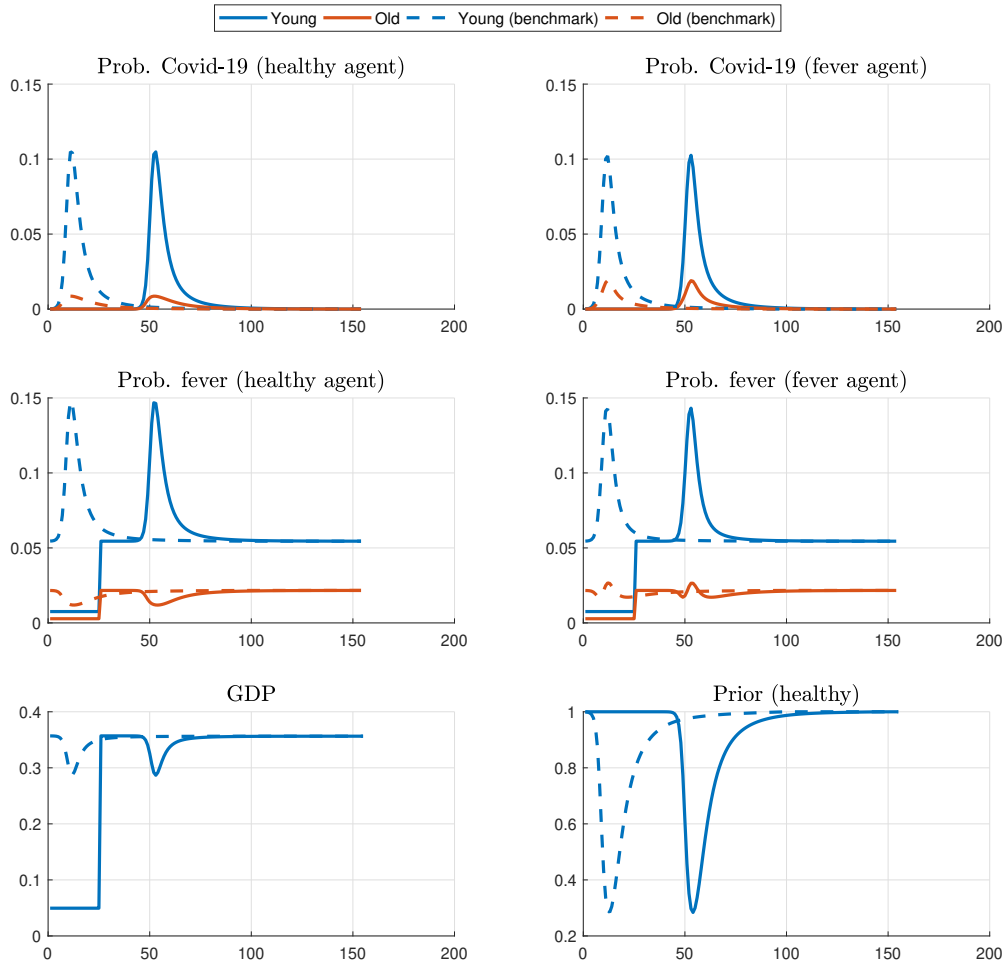 Young Old Young (benchmark) Old (benchmark)
Prob. Covid-19 (healthy agent)
0.15
0.1
0.05
0
0 50 100 150 200
Prob. Covid-19 (fever agent)
0.15
0.1
0.05
0
0 50 100 150 200
Prob. fever (healthy agent)
0.15
0.1
0.05
0
0 50 100 150 200
Prob. fever (fever agent)
0.15
0.1
0.05
0
0 50 100 150 200
GDP
0.4
0.3
0.2
0.1
0
0 50 100 150 200
Prior (healthy)
1
0.8
0.6
0.4
0.2
0 50 100 150 200